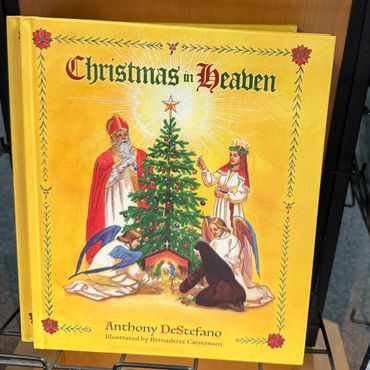 Christmas in Heaven
Anthony DeStefano
Illustrated by Bernadette Carstensen